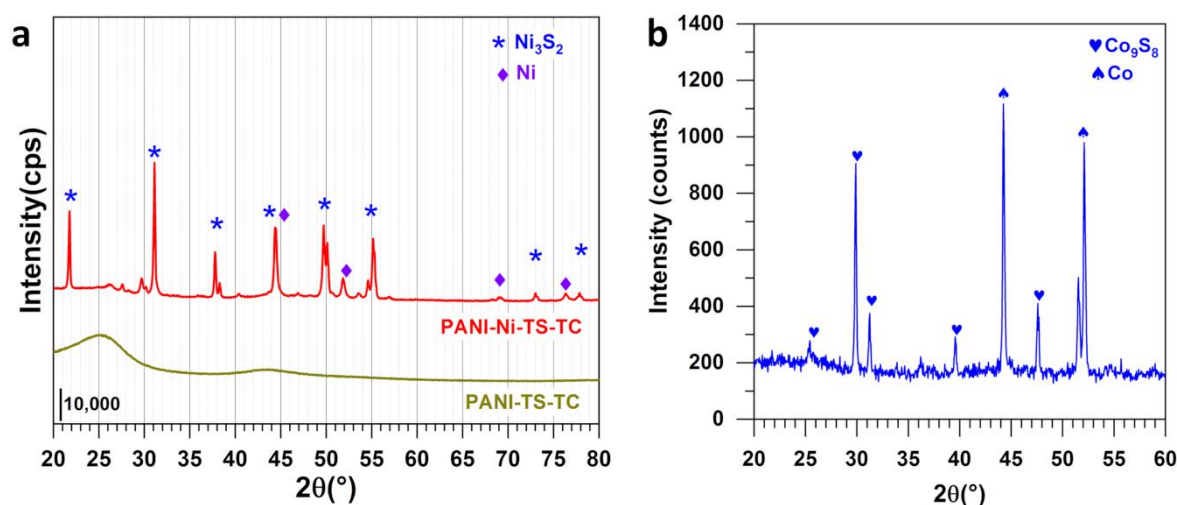 a
Intensity(cps)
* Ni₃S₂
♦ Ni
PANI-Ni-TS-TC
PANI-TS-TC
10,000
20 25 30 35 40 45 50 55 60 65 70 75 80
2θ(°)
b
Intensity (counts)
1400
1200
1000
800
600
400
200
0
♥ Co₉S₈
♠ Co
20 25 30 35 40 45 50 55 60
2θ(°)